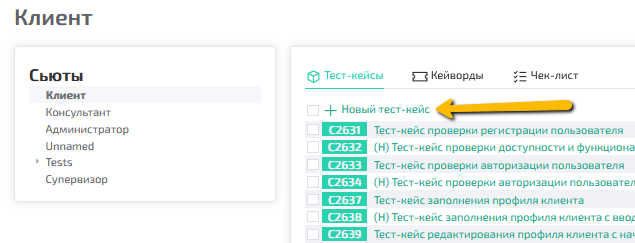 Клиент
Сьюты
Клиент
Консультант
Администратор
Unnamed
Tests
Супервизор
Тест-кейсы
Кейворды
Чек-лист
+ Новый тест-кейс
C2631 Тест-кейс проверки регистрации пользователя
C2632 (Н) Тест-кейс проверки доступности и функциона
C2633 Тест-кейс проверки авторизации пользователя
C2634 (Н) Тест-кейс проверки авторизации пользовател
C2637 Тест-кейс заполнения профиля клиента
C2638 (Н) Тест-кейс заполнения профиля клиента с ввод
C2639 Тест-кейс редактирования профиля клиента с нач